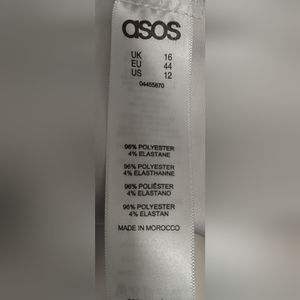 asos
UK 16
EU 44
US 12
04455670
96% POLYESTER
4% ELASTANE
96% POLYESTER
4% ELASTHANNE
96% POLIÉSTER
4% ELASTANO
96% POLYESTER
4% ELASTAN
MADE IN MOROCCO